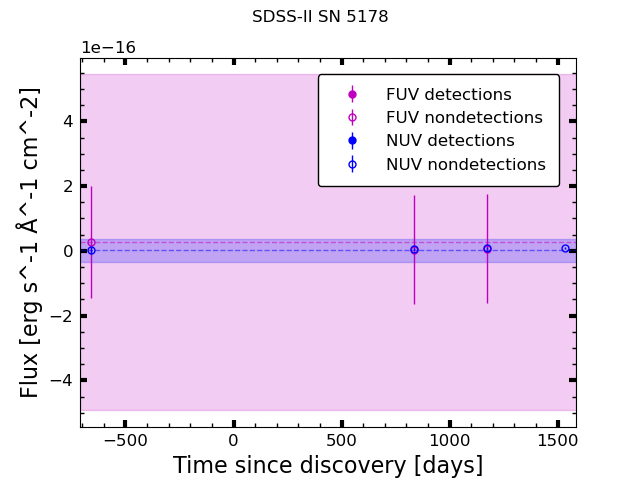 SDSS-II SN 5178
1e−16
FUV detections
FUV nondetections
NUV detections
NUV nondetections
4
2
0
−2
−4
Flux [erg s^-1 Å^-1 cm^-2]
−500
0
500
1000
1500
Time since discovery [days]